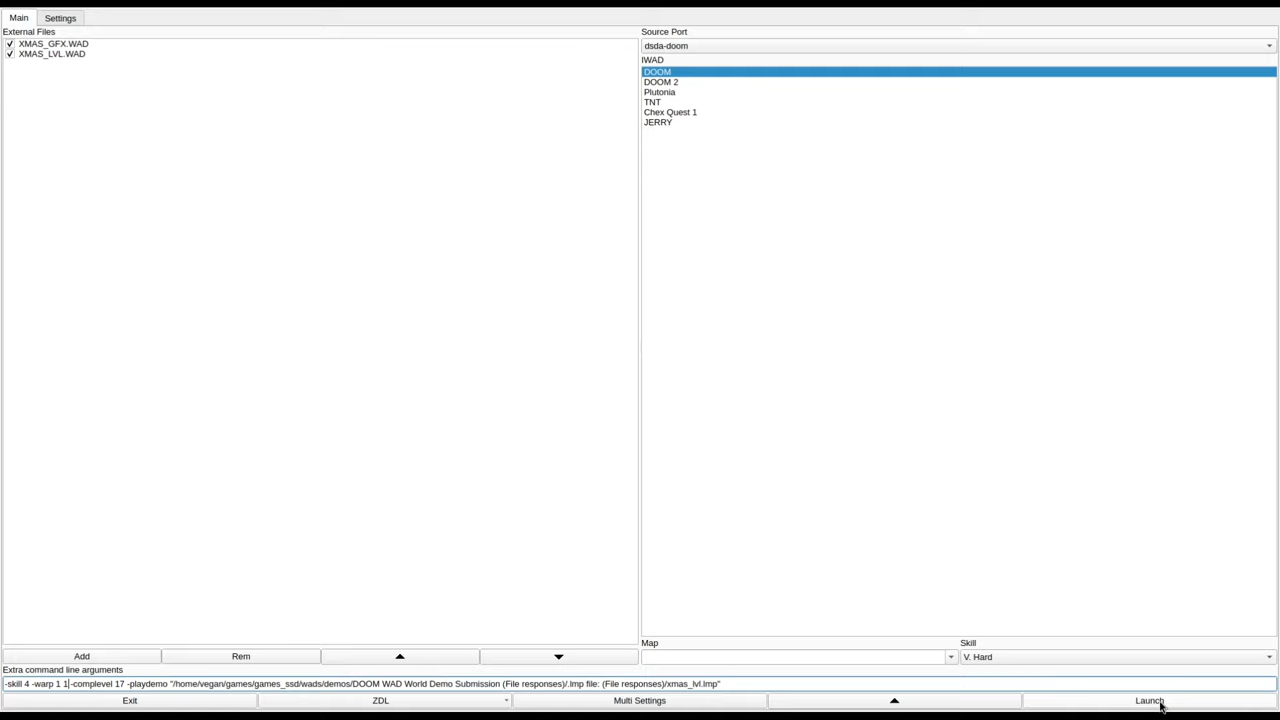 Main Settings
External Files
XMAS_GFX.WAD
XMAS_LVL.WAD
Source Port
dsda-doom
IWAD
DOOM
DOOM 2
Plutonia
TNT
Chex Quest 1
JERRY
Map Skill
V. Hard
Add Rem
Extra command line arguments
-skill 4 -warp 1 1 -complevel 17 -playdemo "/home/vegan/games/games_ssd/wads/demos/DOOM WAD World Demo Submission (File responses)/.lmp file: (File responses)/xmas_lvl.lmp"
Exit ZDL Multi Settings Launch